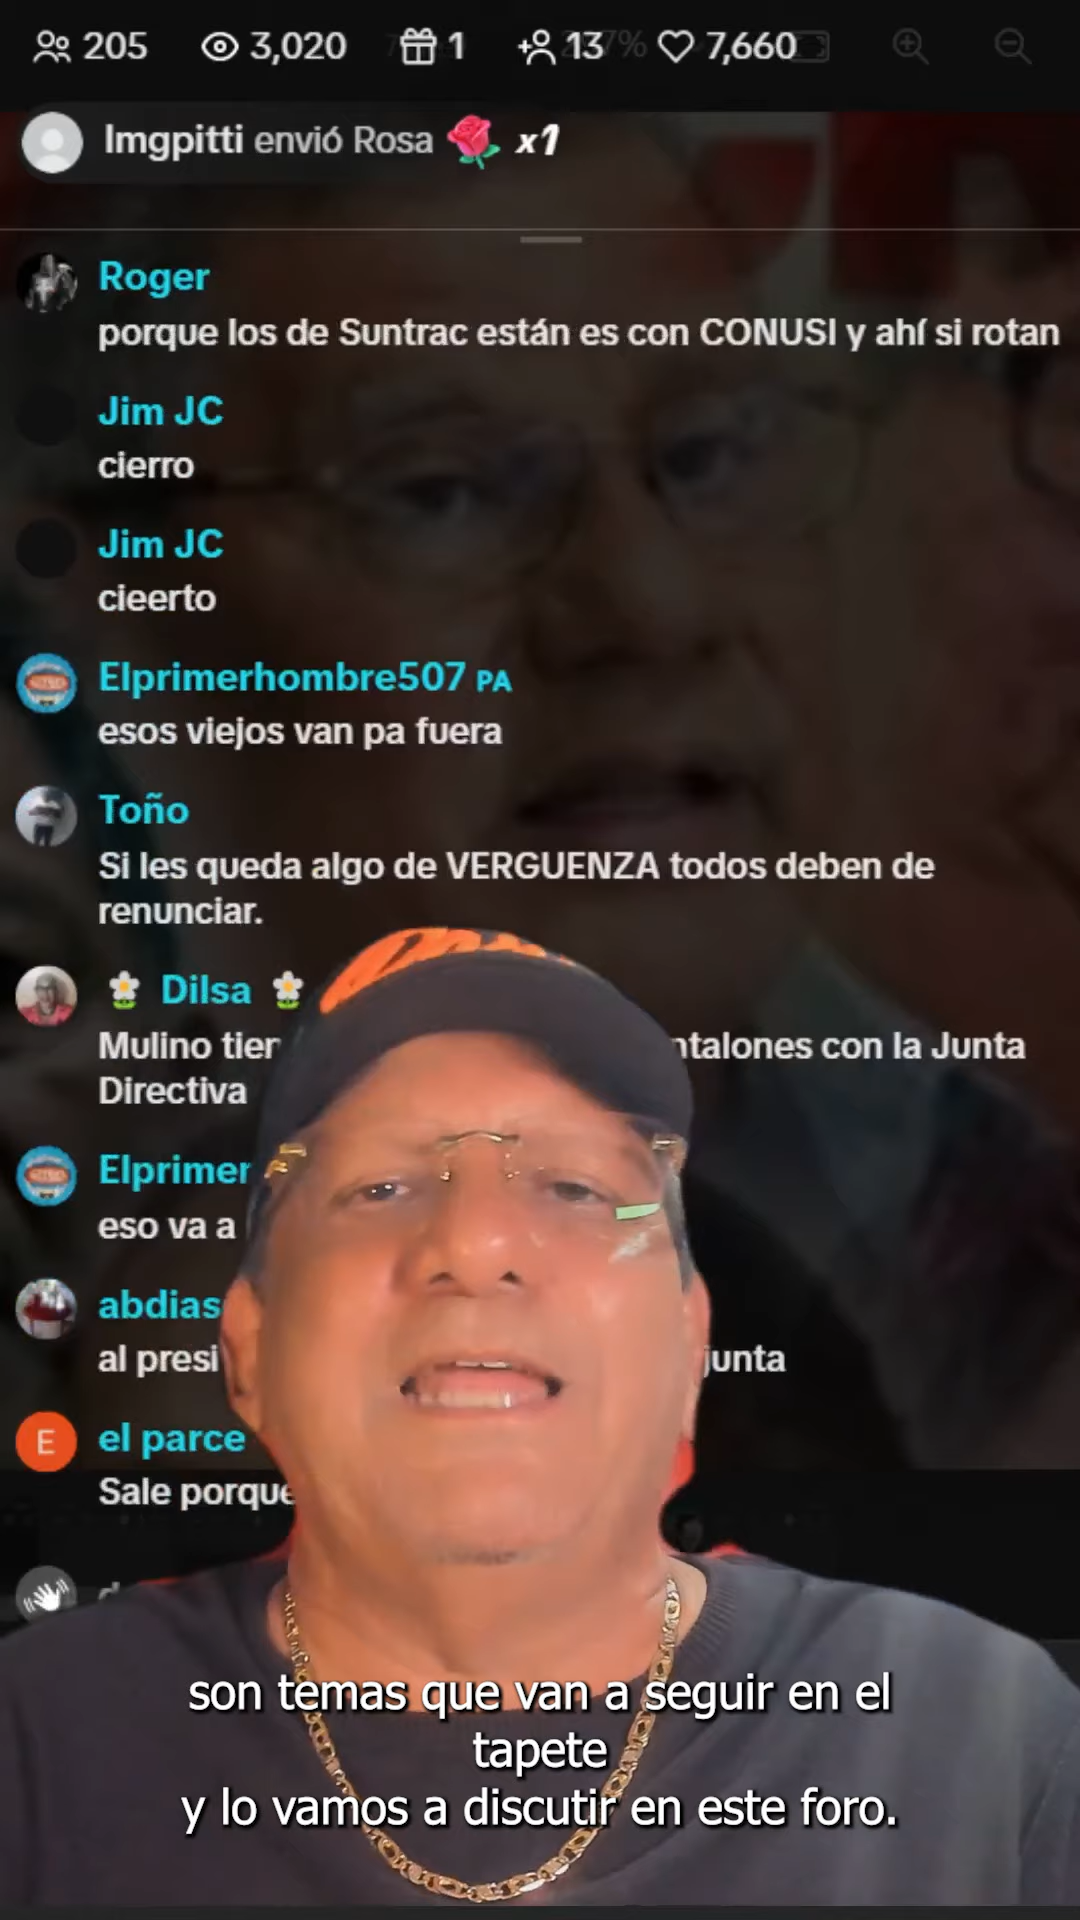 205 3,020 1 13 7,660
Imgpitti envió Rosa x1
Roger
porque los de Suntrac están es con CONUSI y ahí si rotan
Jim JC
cierro
Jim JC
cieerto
Elprimerhombre507 PA
esos viejos van pa fuera
Toño
Si les queda algo de VERGUENZA todos deben de
renunciar.
Dilsa
Mulino tien ntalones con la Junta
Directiva
Elprimer
eso va a
abdias
al presi junta
E el parce
Sale porque
son temas que van a seguir en el
tapete
y lo vamos a discutir en este foro.